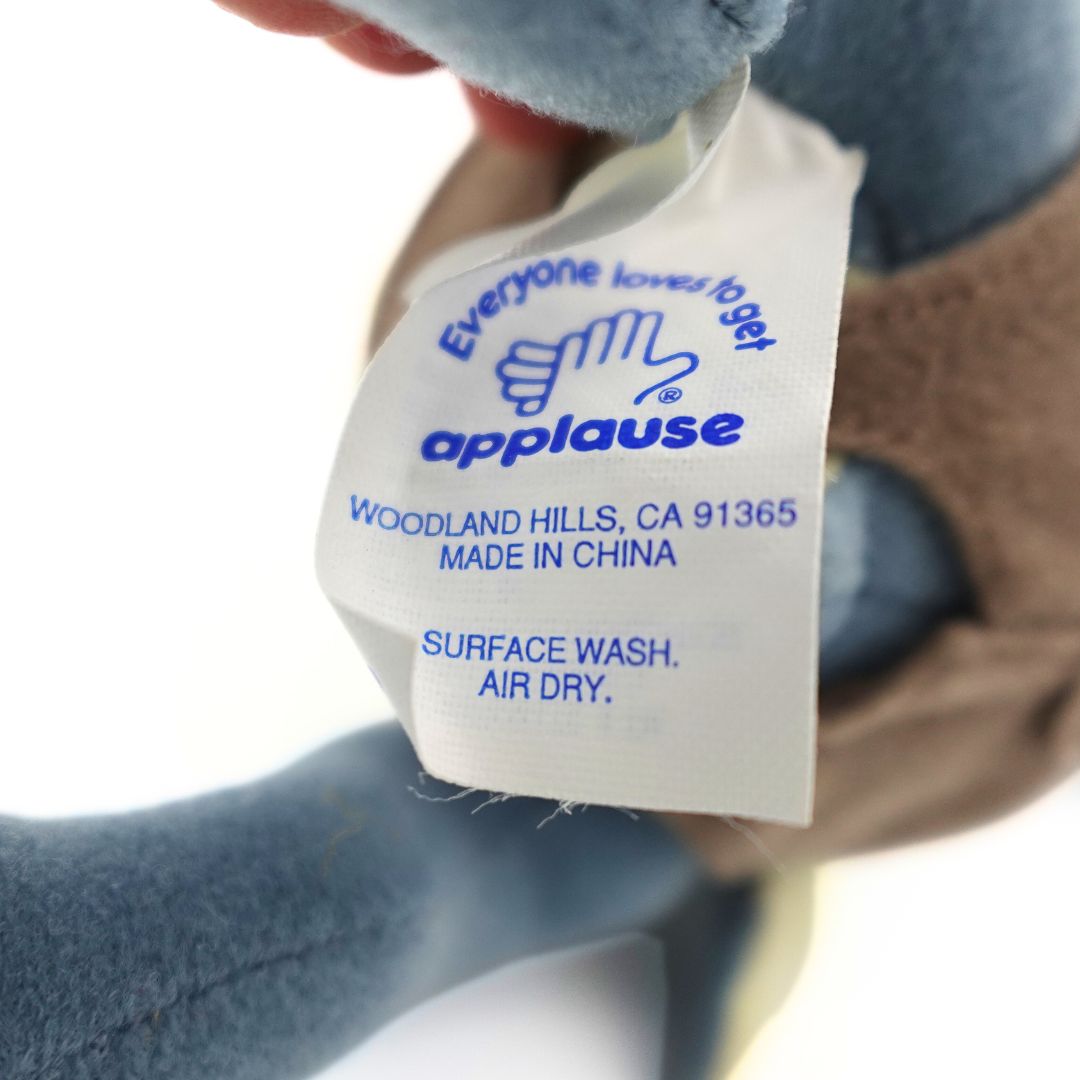 Everyone loves to get
®
applause
WOODLAND HILLS, CA 91365
MADE IN CHINA
SURFACE WASH.
AIR DRY.